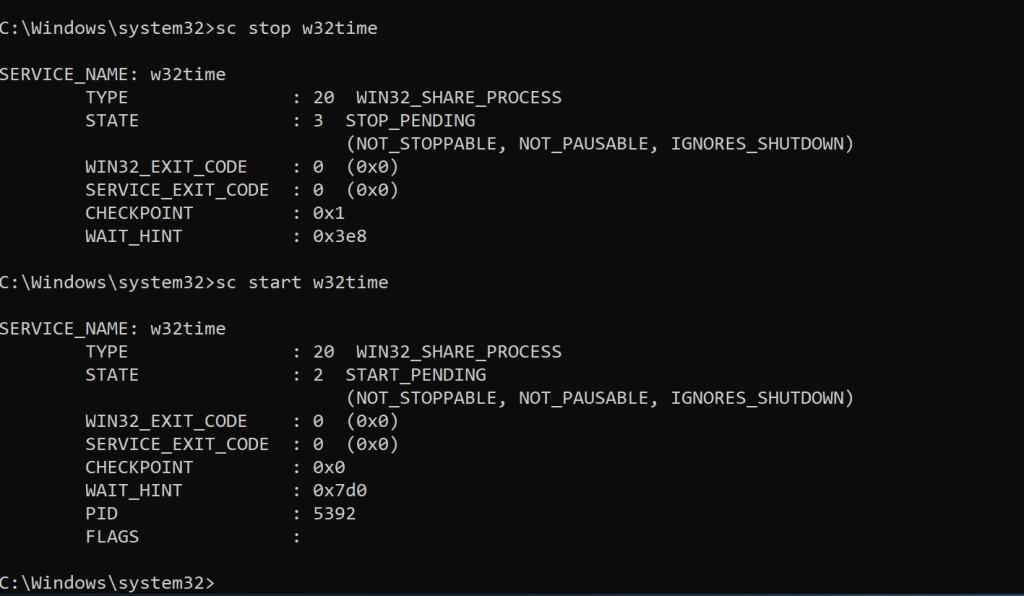 C:\Windows\system32>sc stop w32time
SERVICE_NAME: w32time
TYPE : 20 WIN32_SHARE_PROCESS
STATE : 3 STOP_PENDING
(NOT_STOPPABLE, NOT_PAUSABLE, IGNORES_SHUTDOWN)
WIN32_EXIT_CODE : 0 (0x0)
SERVICE_EXIT_CODE : 0 (0x0)
CHECKPOINT : 0x1
WAIT_HINT : 0x3e8
C:\Windows\system32>sc start w32time
SERVICE_NAME: w32time
TYPE : 20 WIN32_SHARE_PROCESS
STATE : 2 START_PENDING
(NOT_STOPPABLE, NOT_PAUSABLE, IGNORES_SHUTDOWN)
WIN32_EXIT_CODE : 0 (0x0)
SERVICE_EXIT_CODE : 0 (0x0)
CHECKPOINT : 0x0
WAIT_HINT : 0x7d0
PID : 5392
FLAGS :
C:\Windows\system32>